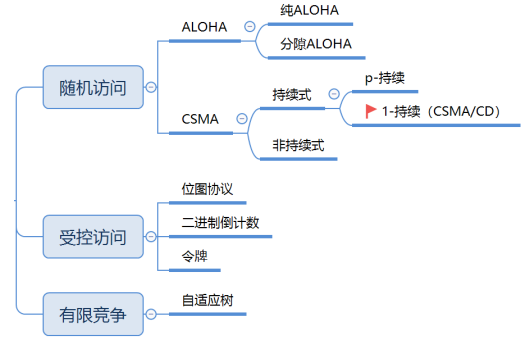 随机访问
ALOHA
纯ALOHA
分隙ALOHA
CSMA
持续式
p-持续
1-持续（CSMA/CD）
非持续式
受控访问
位图协议
二进制倒计数
令牌
有限竞争
自适应树